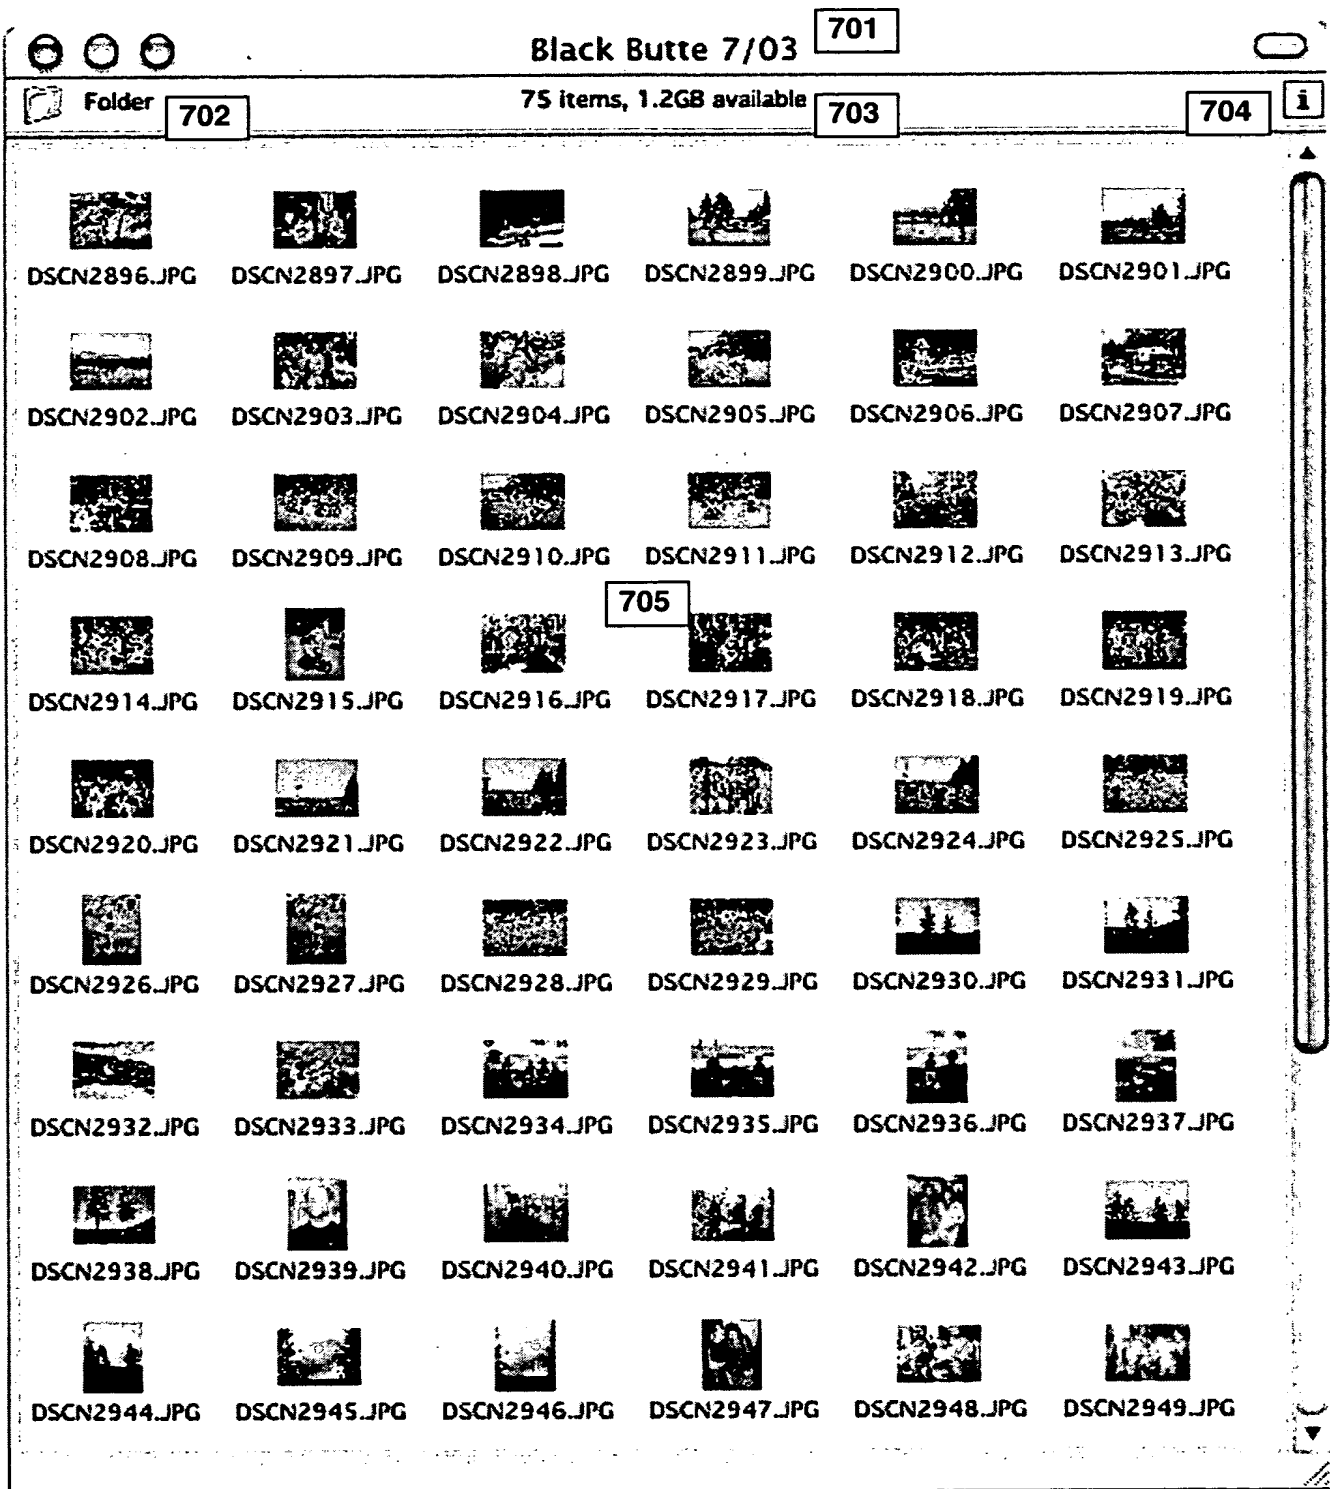 Black Butte 7/03 701
Folder 702 75 items, 1.2GB available 703 704 i
DSCN2896.JPG DSCN2897.JPG DSCN2898.JPG DSCN2899.JPG DSCN2900.JPG DSCN2901.JPG
DSCN2902.JPG DSCN2903.JPG DSCN2904.JPG DSCN2905.JPG DSCN2906.JPG DSCN2907.JPG
DSCN2908.JPG DSCN2909.JPG DSCN2910.JPG DSCN2911.JPG DSCN2912.JPG DSCN2913.JPG
705
DSCN2914.JPG DSCN2915.JPG DSCN2916.JPG DSCN2917.JPG DSCN2918.JPG DSCN2919.JPG
DSCN2920.JPG DSCN2921.JPG DSCN2922.JPG DSCN2923.JPG DSCN2924.JPG DSCN2925.JPG
DSCN2926.JPG DSCN2927.JPG DSCN2928.JPG DSCN2929.JPG DSCN2930.JPG DSCN2931.JPG
DSCN2932.JPG DSCN2933.JPG DSCN2934.JPG DSCN2935.JPG DSCN2936.JPG DSCN2937.JPG
DSCN2938.JPG DSCN2939.JPG DSCN2940.JPG DSCN2941.JPG DSCN2942.JPG DSCN2943.JPG
DSCN2944.JPG DSCN2945.JPG DSCN2946.JPG DSCN2947.JPG DSCN2948.JPG DSCN2949.JPG